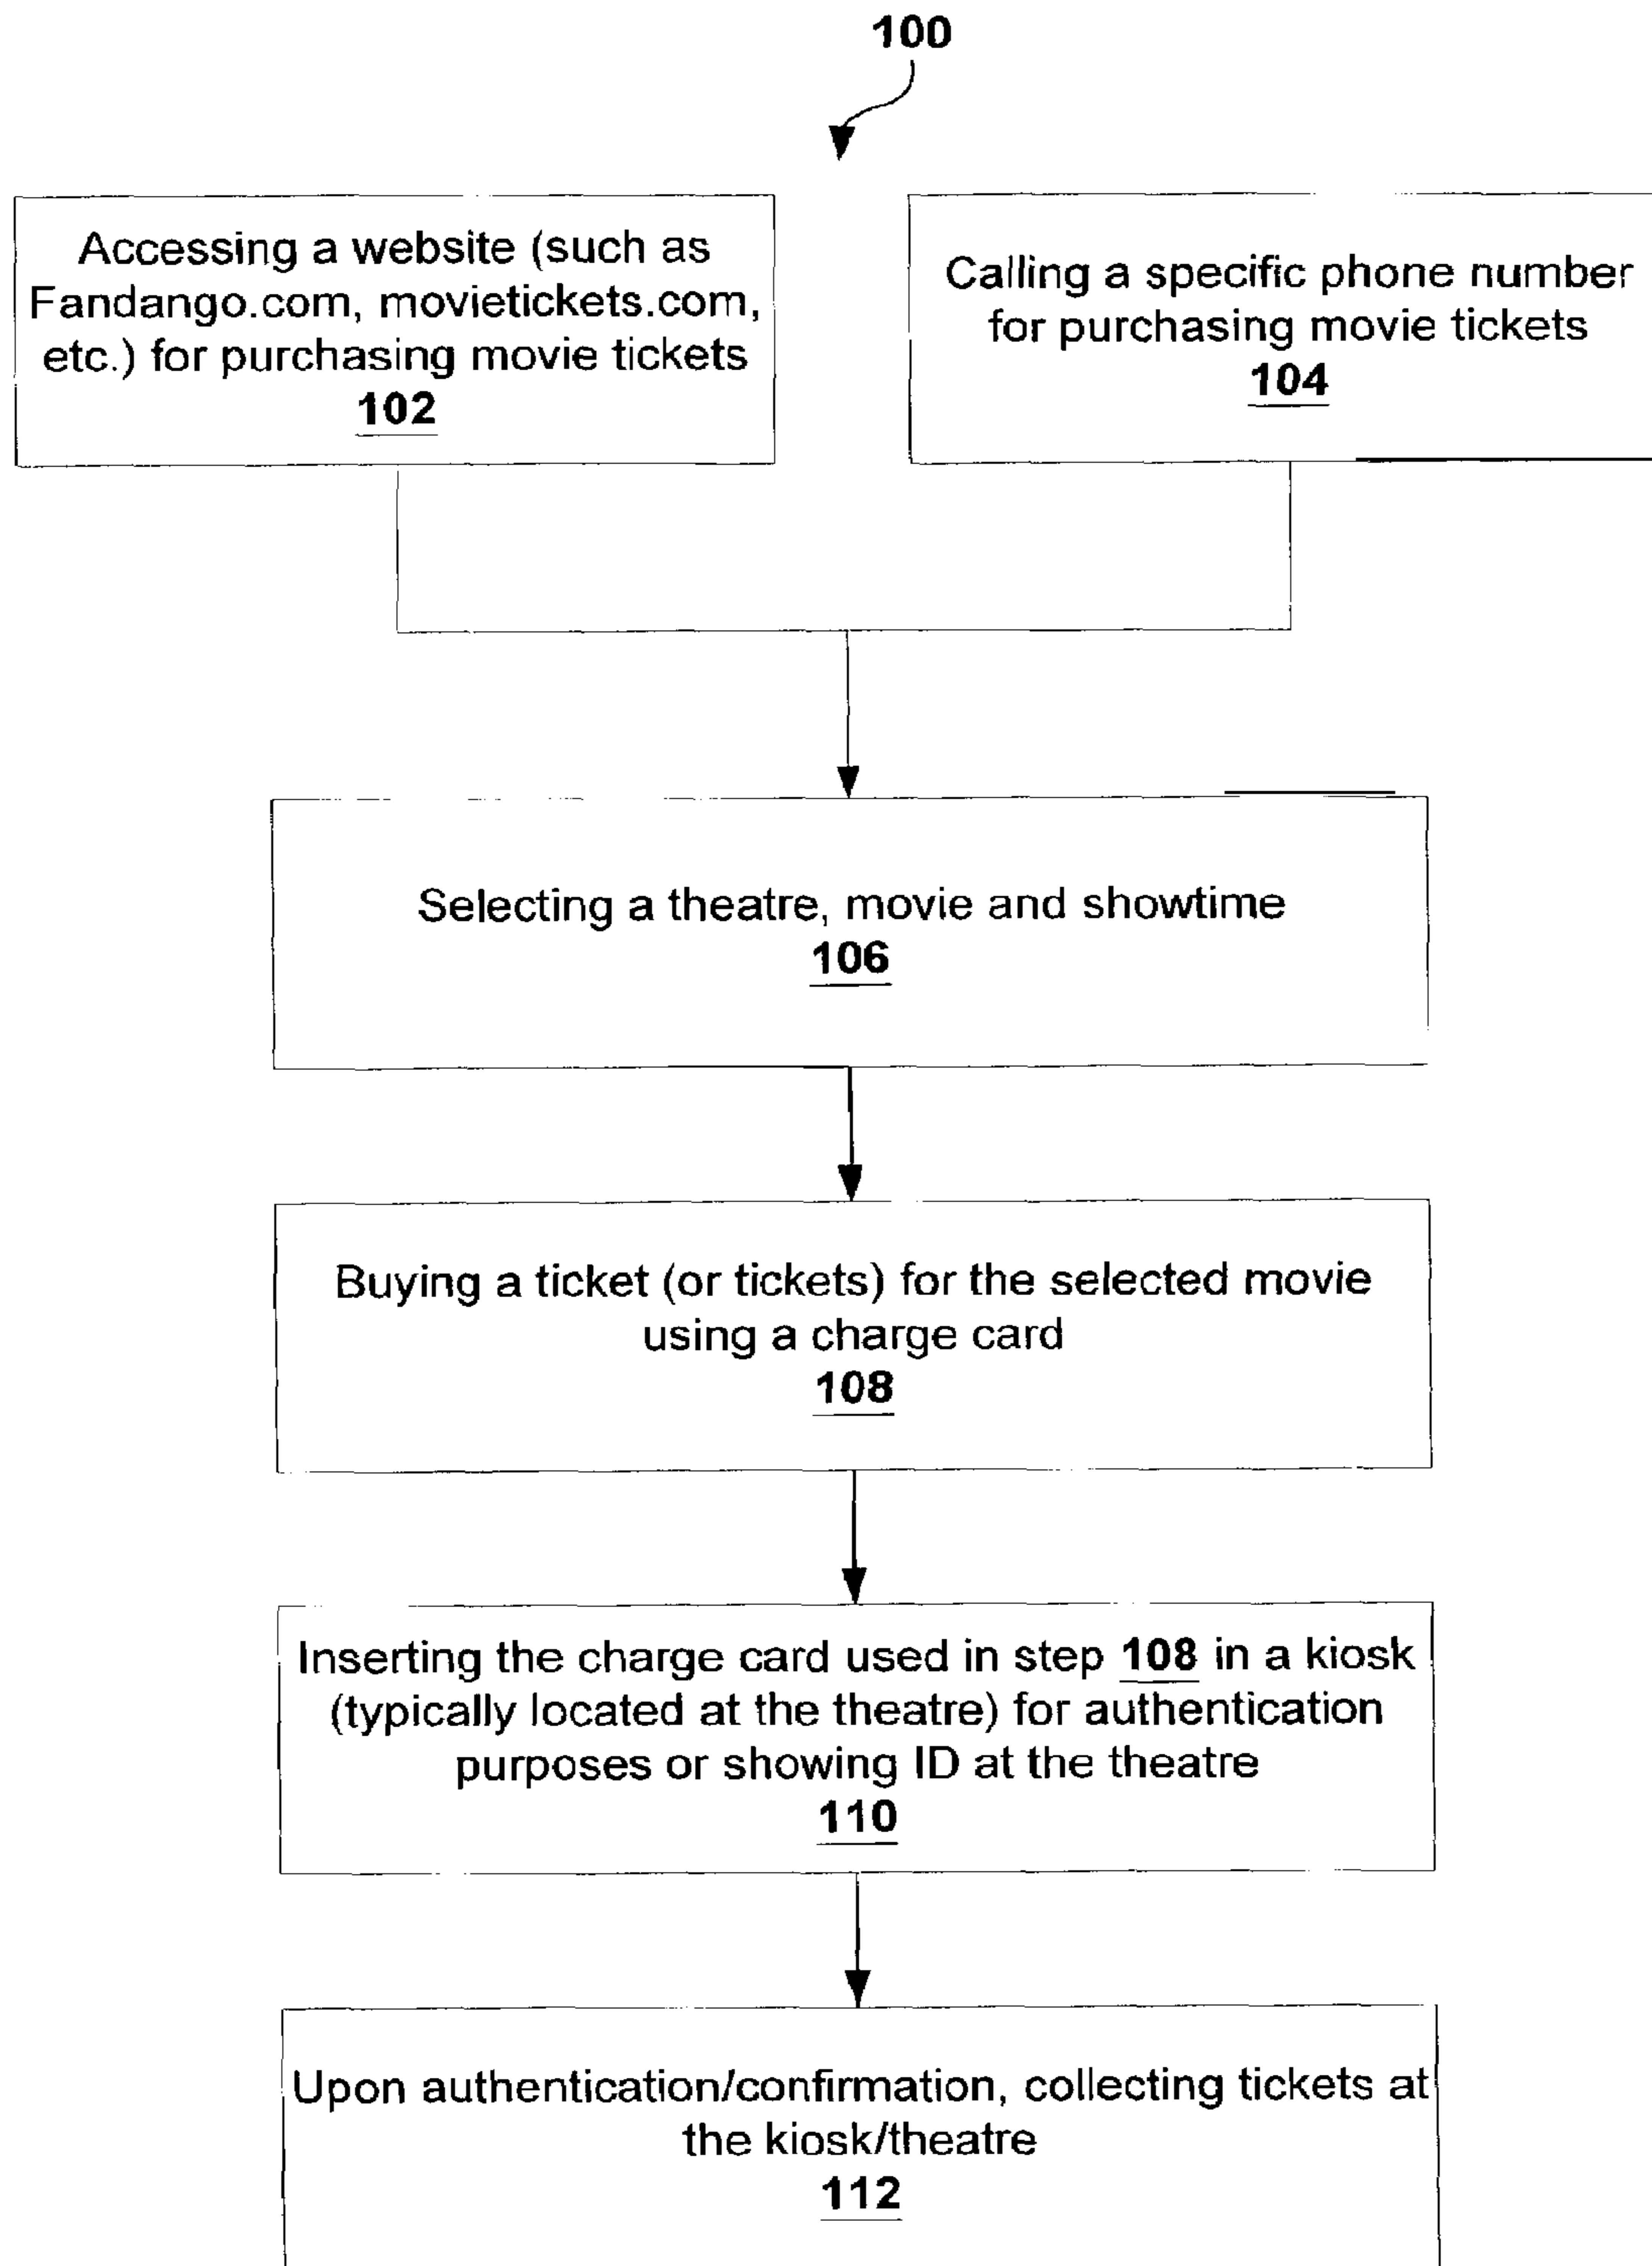 100
Accessing a website (such as
Fandango.com, movietickets.com,
etc.) for purchasing movie tickets
102
Calling a specific phone number
for purchasing movie tickets
104
Selecting a theatre, movie and showtime
106
Buying a ticket (or tickets) for the selected movie
using a charge card
108
Inserting the charge card used in step 108 in a kiosk
(typically located at the theatre) for authentication
purposes or showing ID at the theatre
110
Upon authentication/confirmation, collecting tickets at
the kiosk/theatre
112